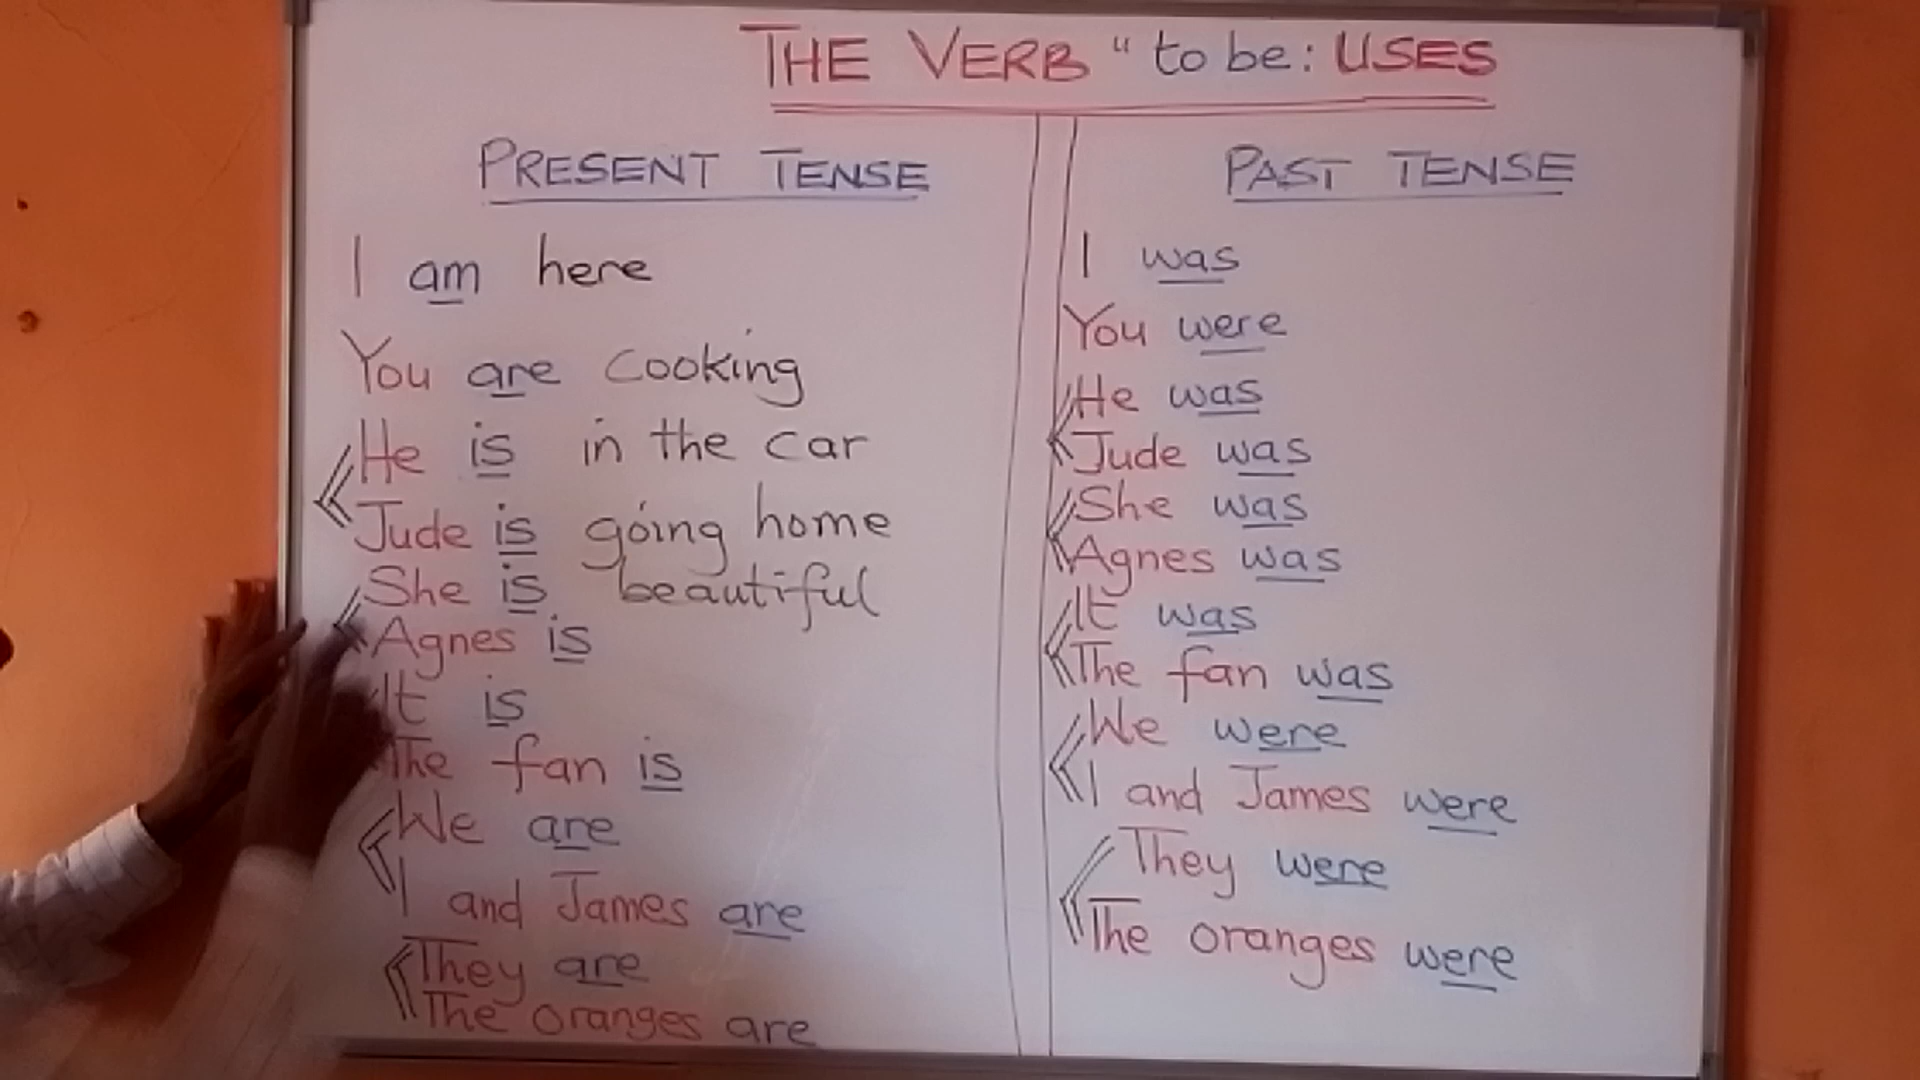 THE VERB " to be: USES
PRESENT TENSE
I am here
You are cooking
He is in the car
Jude is going home
She is beautiful
Agnes is
It is
The fan is
We are
I and James are
They are
The oranges are
PAST TENSE
I was
You were
He was
Jude was
She was
Agnes was
It was
The fan was
We were
I and James were
They were
The oranges were